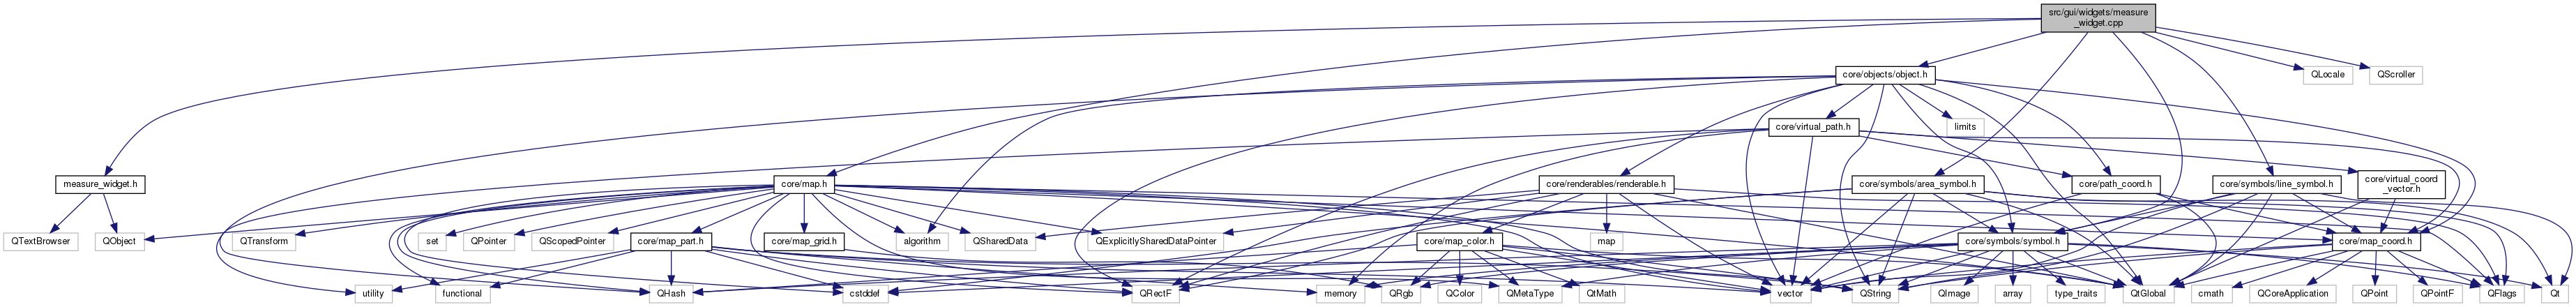 src/gui/widgets/measure
_widget.cpp
core/objects/object.h
QLocale
QScroller
core/virtual_path.h
limits
measure_widget.h
core/map.h
core/renderables/renderable.h
core/symbols/area_symbol.h
core/path_coord.h
core/symbols/line_symbol.h
core/virtual_coord
_vector.h
QTextBrowser
QObject
QTransform
set
QPointer
QScopedPointer
core/map_part.h
core/map_grid.h
algorithm
QSharedData
QExplicitlySharedDataPointer
core/map_color.h
map
core/symbols/symbol.h
core/map_coord.h
utility
functional
QHash
cstddef
QRectF
memory
QRgb
QColor
QMetaType
QtMath
vector
QString
QImage
array
type_traits
QtGlobal
cmath
QCoreApplication
QPoint
QPointF
QFlags
Qt